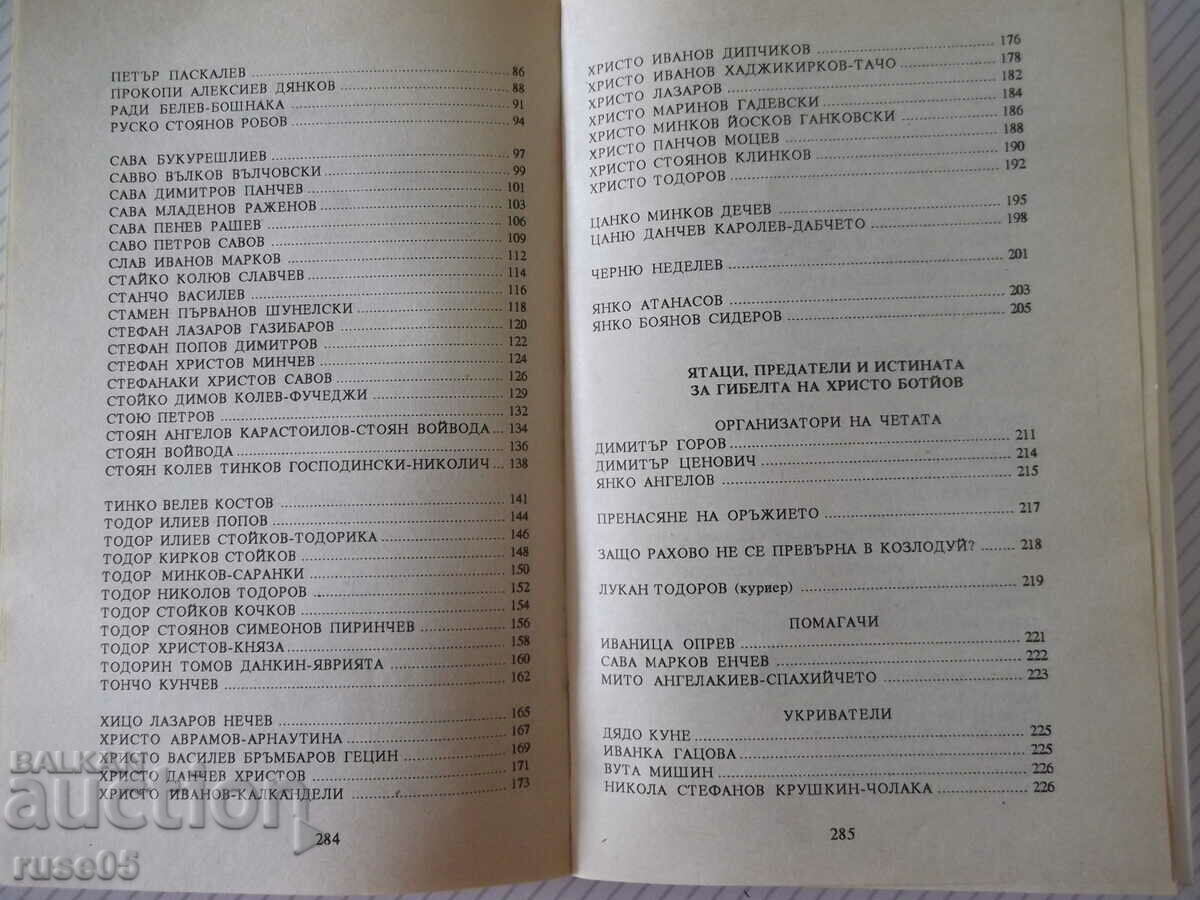 ПЕТЪР ПАСКАЛЕВ 86
ПРОКОПИ АЛЕКСИЕВ ДЯНКОВ 88
РАДИ БЕЛЕВ-БОШНАКА 91
РУСКО СТОЯНОВ РОБОВ 94
САВА БУКУРЕШЛИЕВ 97
САВВО ВЪЛКОВ ВЪЛЧОВСКИ 99
САВА ДИМИТРОВ ПАНЧЕВ 101
САВА МЛАДЕНОВ РАЖЕНОВ 103
САВА ПЕНЕВ РАШЕВ 106
САВО ПЕТРОВ САВОВ 109
СЛАВ ИВАНОВ МАРКОВ 112
СТАЙКО КОЛЮВ СЛАВЧЕВ 114
СТАНЧО ВАСИЛЕВ 116
СТАМЕН ПЪРВАНОВ ШУНЕЛСКИ 118
СТЕФАН ЛАЗАРОВ ГАЗИБАРОВ 120
СТЕФАН ПОПОВ ДИМИТРОВ 122
СТЕФАН ХРИСТОВ МИНЧЕВ 124
СТЕФАНАКИ ХРИСТОВ САВОВ 126
СТОЙКО ДИМОВ КОЛЕВ-ФУЧЕДЖИ 129
СТОЮ ПЕТРОВ 132
СТОЯН АНГЕЛОВ КАРАСТОИЛОВ-СТОЯН ВОЙВОДА 134
СТОЯН ВОЙВОДА 136
СТОЯН КОЛЕВ ТИНКОВ ГОСПОДИНСКИ-НИКОЛИЧ 138
ТИНКО ВЕЛЕВ КОСТОВ 141
ТОДОР ИЛИЕВ ПОПОВ 144
ТОДОР ИЛИЕВ СТОЙКОВ-ТОДОРИКА 146
ТОДОР КИРКОВ СТОЙКОВ 148
ТОДОР МИНКОВ-САРАНКИ 150
ТОДОР НИКОЛОВ ТОДОРОВ 152
ТОДОР СТОЙКОВ КОЧКОВ 154
ТОДОР СТОЯНОВ СИМЕОНОВ ПИРИНЧЕВ 156
ТОДОР ХРИСТОВ-КНЯЗА 158
ТОДОРИН ТОМОВ ДАНКИН-ЯВРИЯТА 160
ТОНЧО КУНЧЕВ 162
ХИЦО ЛАЗАРОВ НЕЧЕВ 165
ХРИСТО АВРАМОВ-АРНАУТИНА 167
ХРИСТО ВАСИЛЕВ БРЪМБАРОВ ГЕЦИН 169
ХРИСТО ДАНЧЕВ ХРИСТОВ 171
ХРИСТО ИВАНОВ-КАЛКАНДЕЛИ 173
284
ХРИСТО ИВАНОВ ДИПЧИКОВ 176
ХРИСТО ИВАНОВ ХАДЖИКИРКОВ-ТАЧО 178
ХРИСТО ЛАЗАРОВ 182
ХРИСТО МАРИНОВ ГАДЕВСКИ 184
ХРИСТО МИНКОВ ЙОСКОВ ГАНКОВСКИ 186
ХРИСТО ПАНЧОВ МОЦЕВ 188
ХРИСТО СТОЯНОВ КЛИНКОВ 190
ХРИСТО ТОДОРОВ 192
ЦАНКО МИНКОВ ДЕЧЕВ 195
ЦАНЮ ДАНЧЕВ КАРОЛЕВ-ДАБЧЕТО 198
ЧЕРНЮ НЕДЕЛЕВ 201
ЯНКО АТАНАСОВ 203
ЯНКО БОЯНОВ СИДЕРОВ 205
ЯТАЦИ, ПРЕДАТЕЛИ И ИСТИНАТА
ЗА ГИБЕЛТА НА ХРИСТО БОТЙОВ
ОРГАНИЗАТОРИ НА ЧЕТАТА
ДИМИТЪР ГОРОВ 211
ДИМИТЪР ЦЕНОВИЧ 214
ЯНКО АНГЕЛОВ 215
ПРЕНАСЯНЕ НА ОРЪЖИЕТО 217
ЗАЩО РАХОВО НЕ СЕ ПРЕВЪРНА В КОЗЛОДУЙ? 218
ЛУКАН ТОДОРОВ (куриер) 219
ПОМАГАЧИ
ИВАНИЦА ОПРЕВ 221
САВА МАРКОВ ЕНЧЕВ 222
МИТО АНГЕЛАКИЕВ-СПАХИЙЧЕТО 223
УКРИВАТЕЛИ
ДЯДО КУНЕ 225
ИВАНКА ГАЦОВА 225
ВУТА МИШИН 226
НИКОЛА СТЕФАНОВ КРУШКИН-ЧОЛАКА 226
285
BALKAN
auction
ruse05